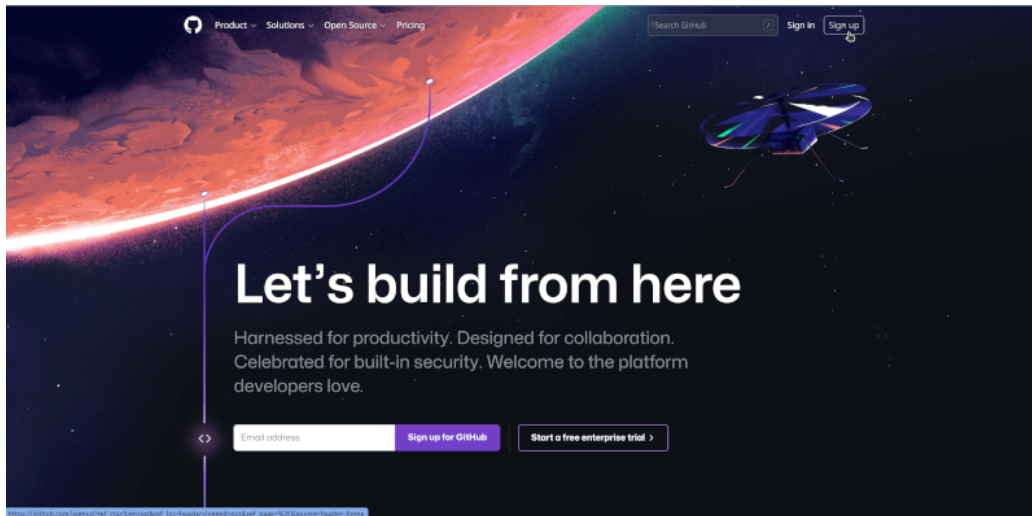 Product Solutions Open Source Pricing Search GitHub / Sign in Sign up
Let's build from here
Harnessed for productivity. Designed for collaboration.
Celebrated for built-in security. Welcome to the platform
developers love.
<> Email address Sign up for GitHub Start a free enterprise trial >